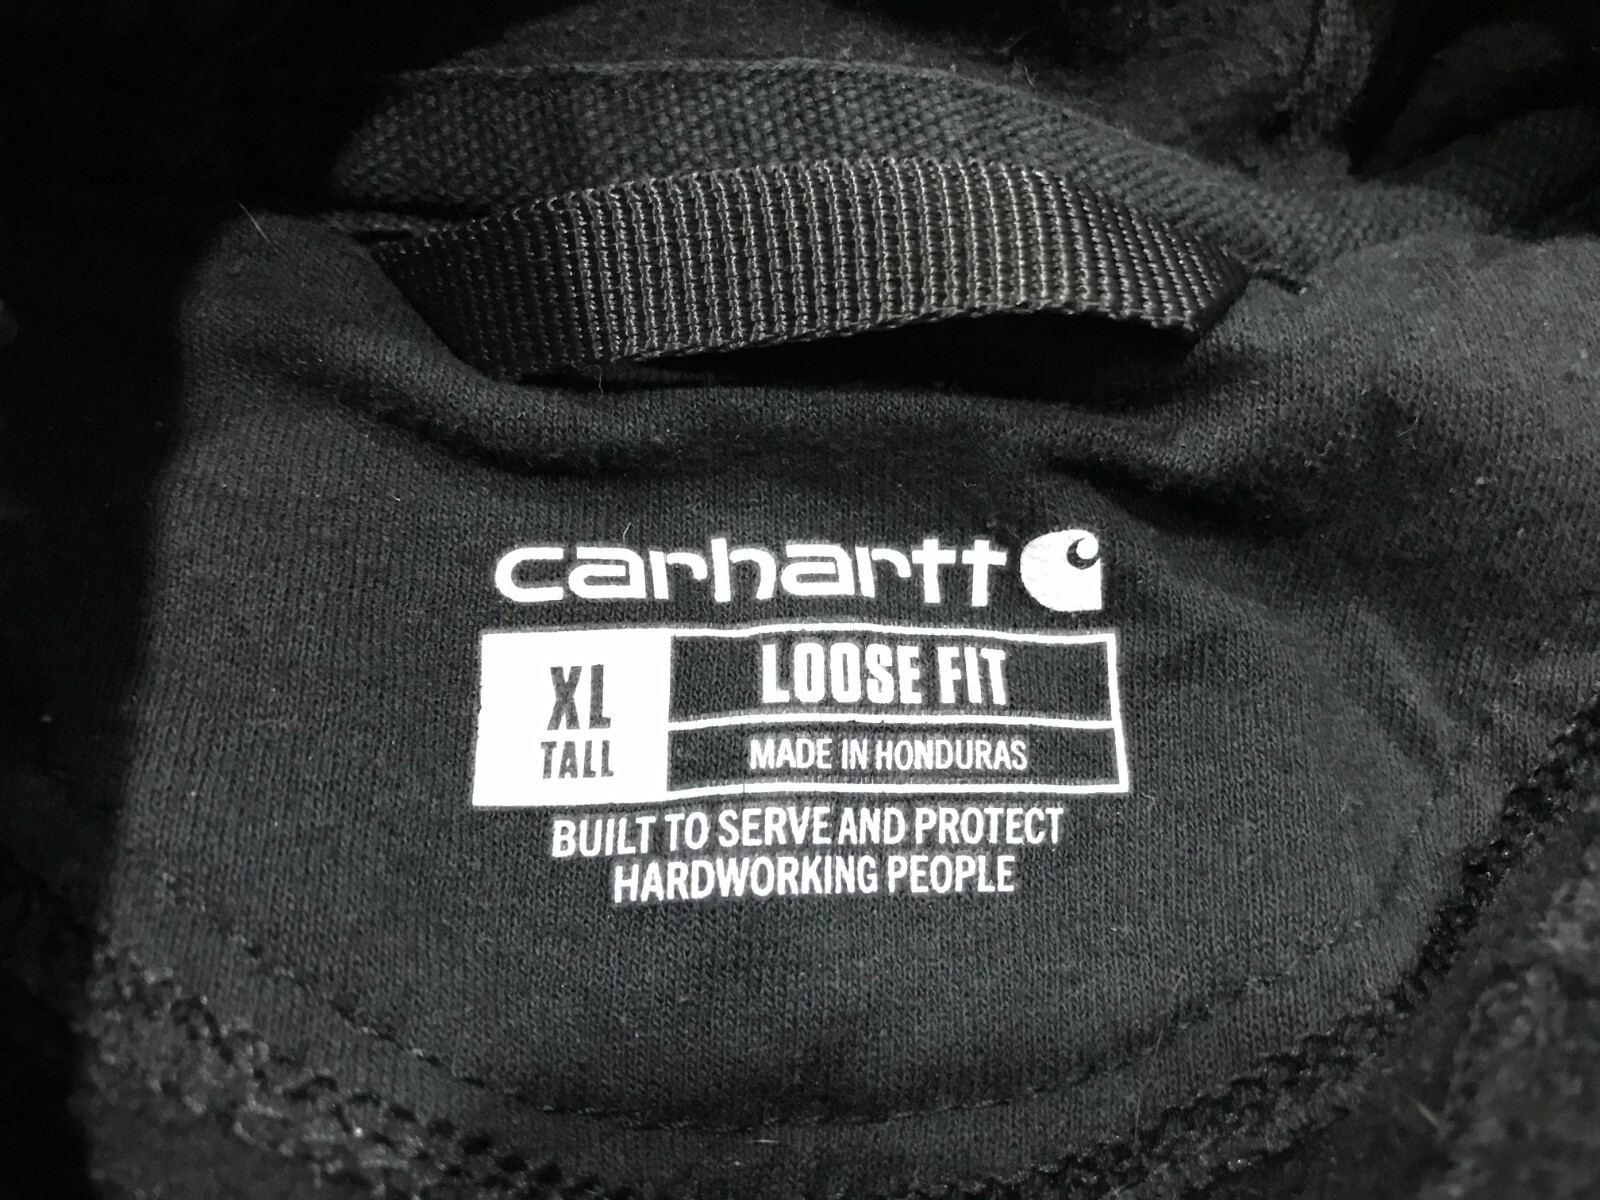 carhartt
XL
TALL
LOOSE FIT
MADE IN HONDURAS
BUILT TO SERVE AND PROTECT
HARDWORKING PEOPLE